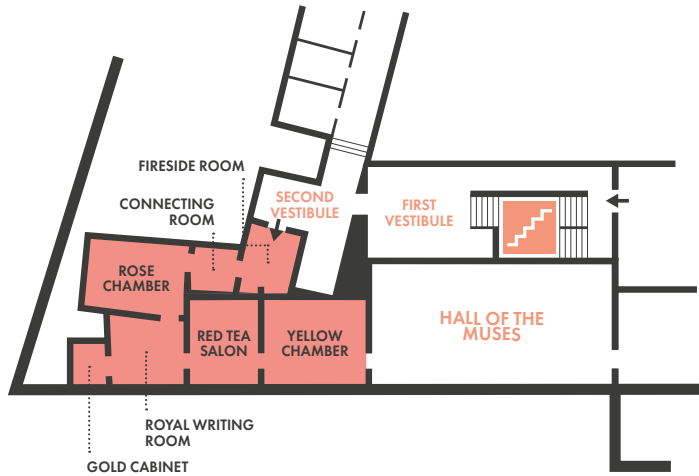 FIRESIDE ROOM
CONNECTING
ROOM
SECOND
VESTIBULE
FIRST
VESTIBULE
ROSE
CHAMBER
RED TEA
SALON
YELLOW
CHAMBER
HALL OF THE
MUSES
ROYAL WRITING
ROOM
GOLD CABINET